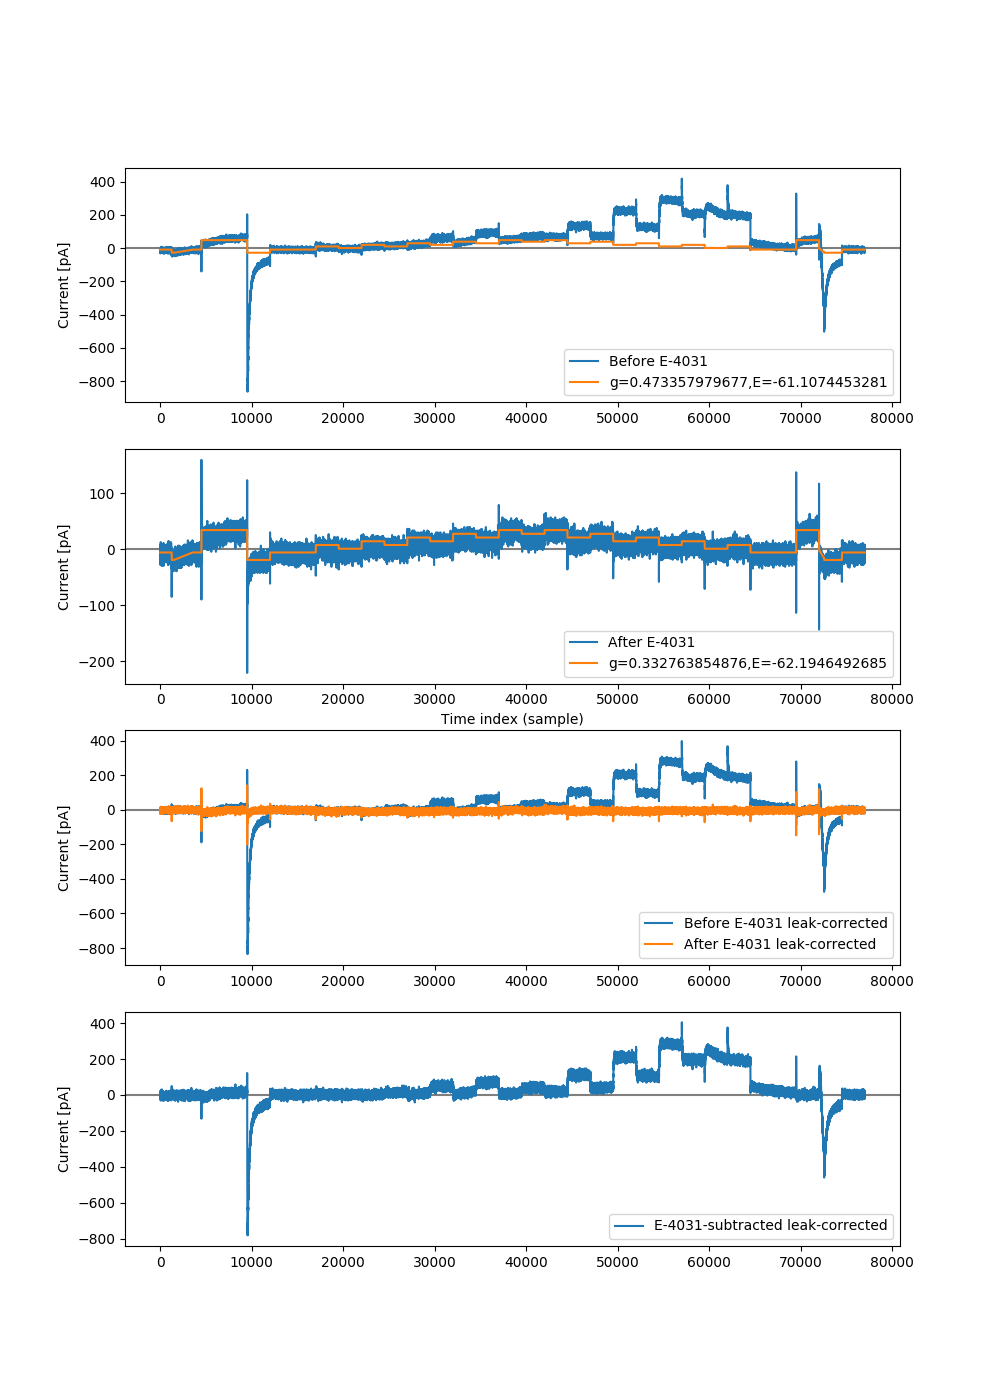 400
200
0
−200
−400
−600
−800
Current [pA]
Before E-4031
g=0.473357979677,E=-61.1074453281
0 10000 20000 30000 40000 50000 60000 70000 80000
100
0
−100
−200
Current [pA]
After E-4031
g=0.332763854876,E=-62.1946492685
0 10000 20000 30000 40000 50000 60000 70000 80000
Time index (sample)
400
200
0
−200
−400
−600
−800
Current [pA]
Before E-4031 leak-corrected
After E-4031 leak-corrected
0 10000 20000 30000 40000 50000 60000 70000 80000
400
200
0
−200
−400
−600
−800
Current [pA]
E-4031-subtracted leak-corrected
0 10000 20000 30000 40000 50000 60000 70000 80000